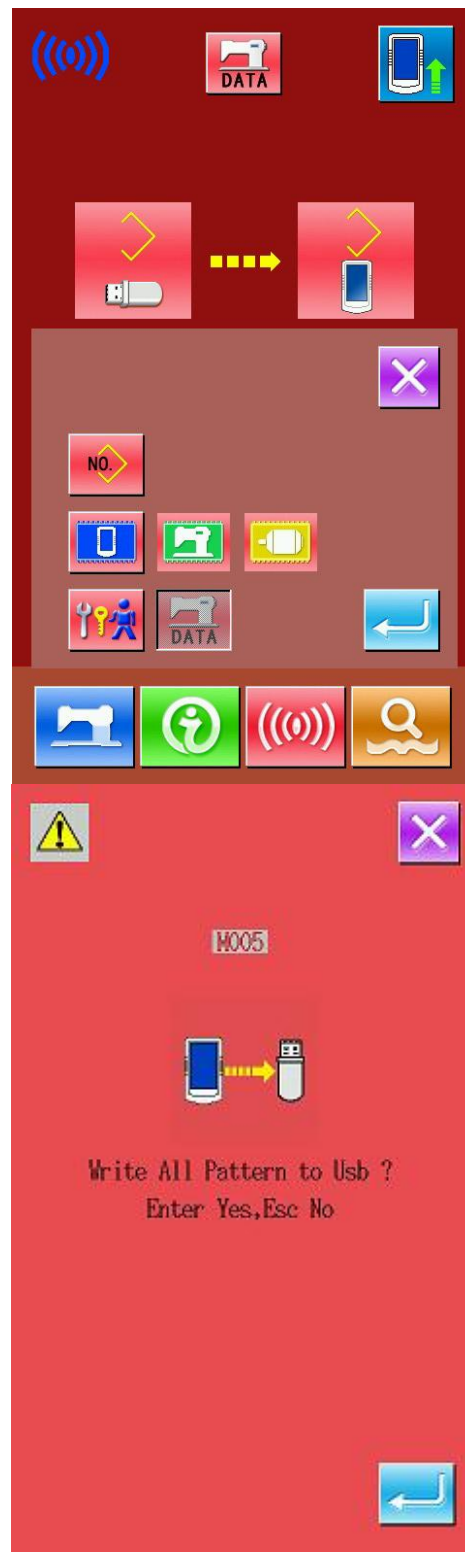 DATA
NO.
DATA
M005
Write All Pattern to Usb ?
Enter Yes,Esc No